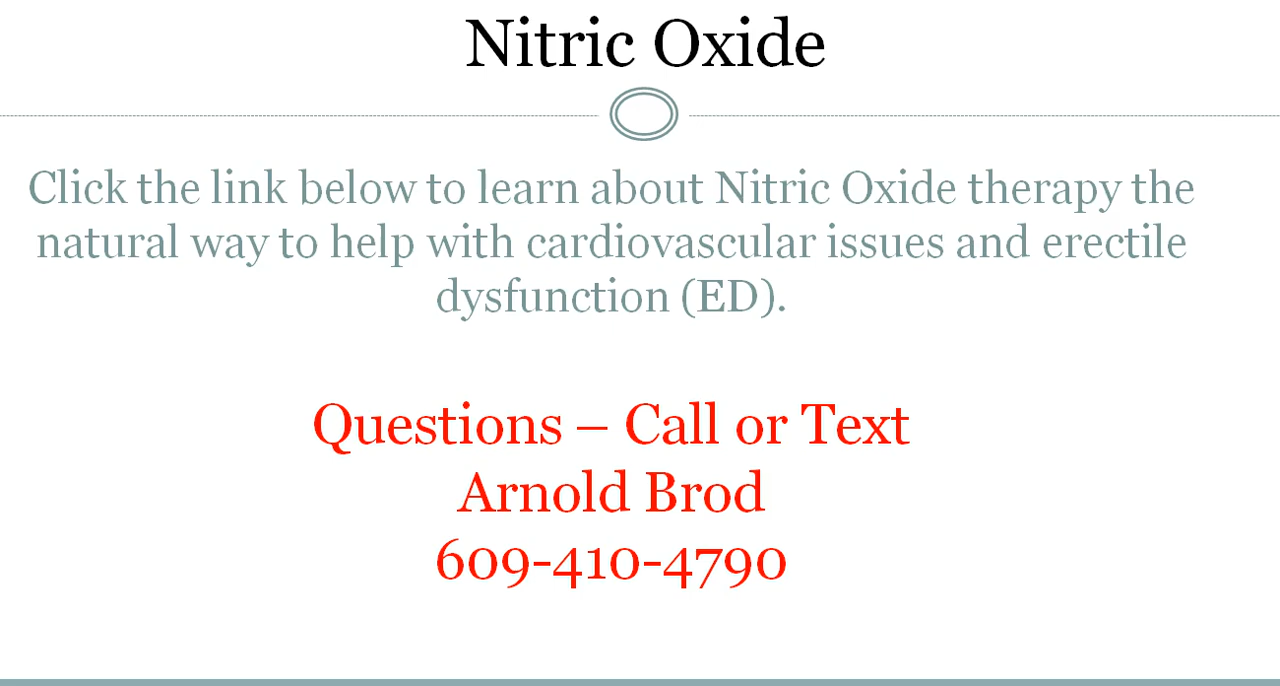 Nitric Oxide
Click the link below to learn about Nitric Oxide therapy the
natural way to help with cardiovascular issues and erectile
dysfunction (ED).
Questions – Call or Text
Arnold Brod
609-410-4790